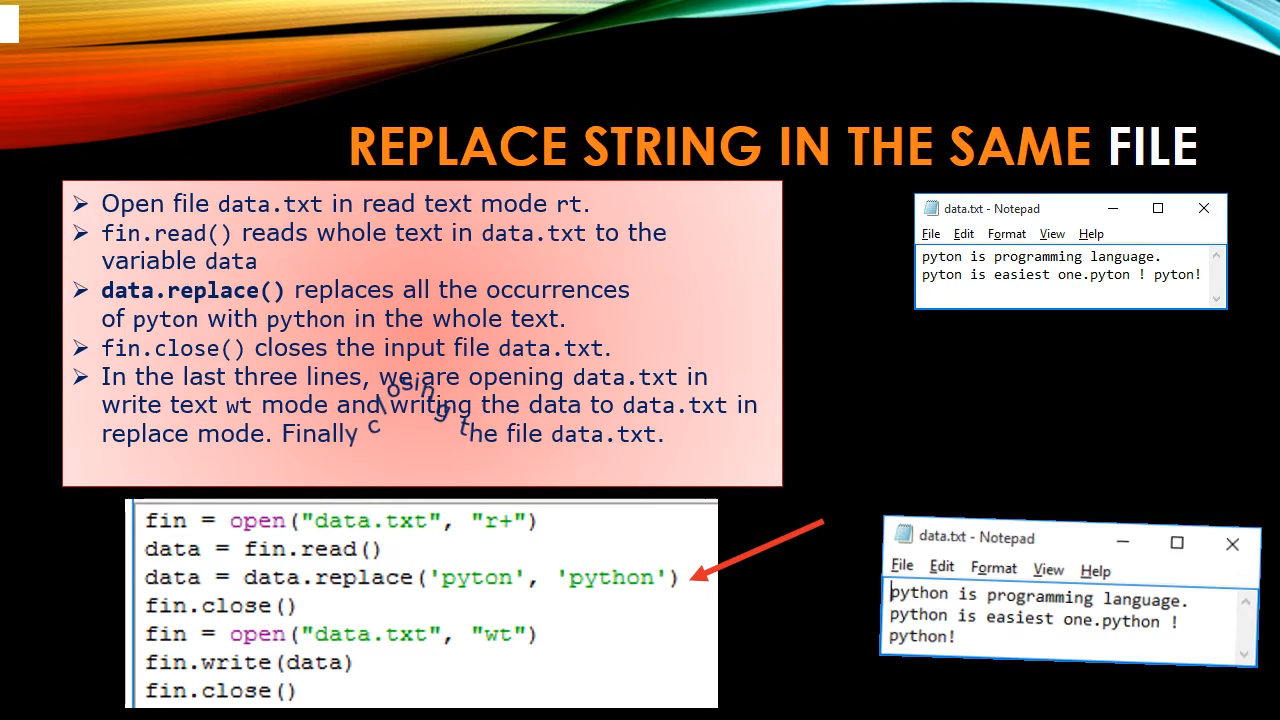 REPLACE STRING IN THE SAME FILE
➢ Open file data.txt in read text mode rt.
➢ fin.read() reads whole text in data.txt to the
variable data
➢ data.replace() replaces all the occurrences
of pyton with python in the whole text.
➢ fin.close() closes the input file data.txt.
➢ In the last three lines, we are opening data.txt in
write text wt mode and writing the data to data.txt in
replace mode. Finally closing the file data.txt.
data.txt - Notepad
File Edit Format View Help
pyton is programming language.
pyton is easiest one.pyton ! pyton!
fin = open("data.txt", "r+")
data = fin.read()
data = data.replace('pyton', 'python')
fin.close()
fin = open("data.txt", "wt")
fin.write(data)
fin.close()
data.txt - Notepad
File Edit Format View Help
python is programming language.
python is easiest one.python !
python!